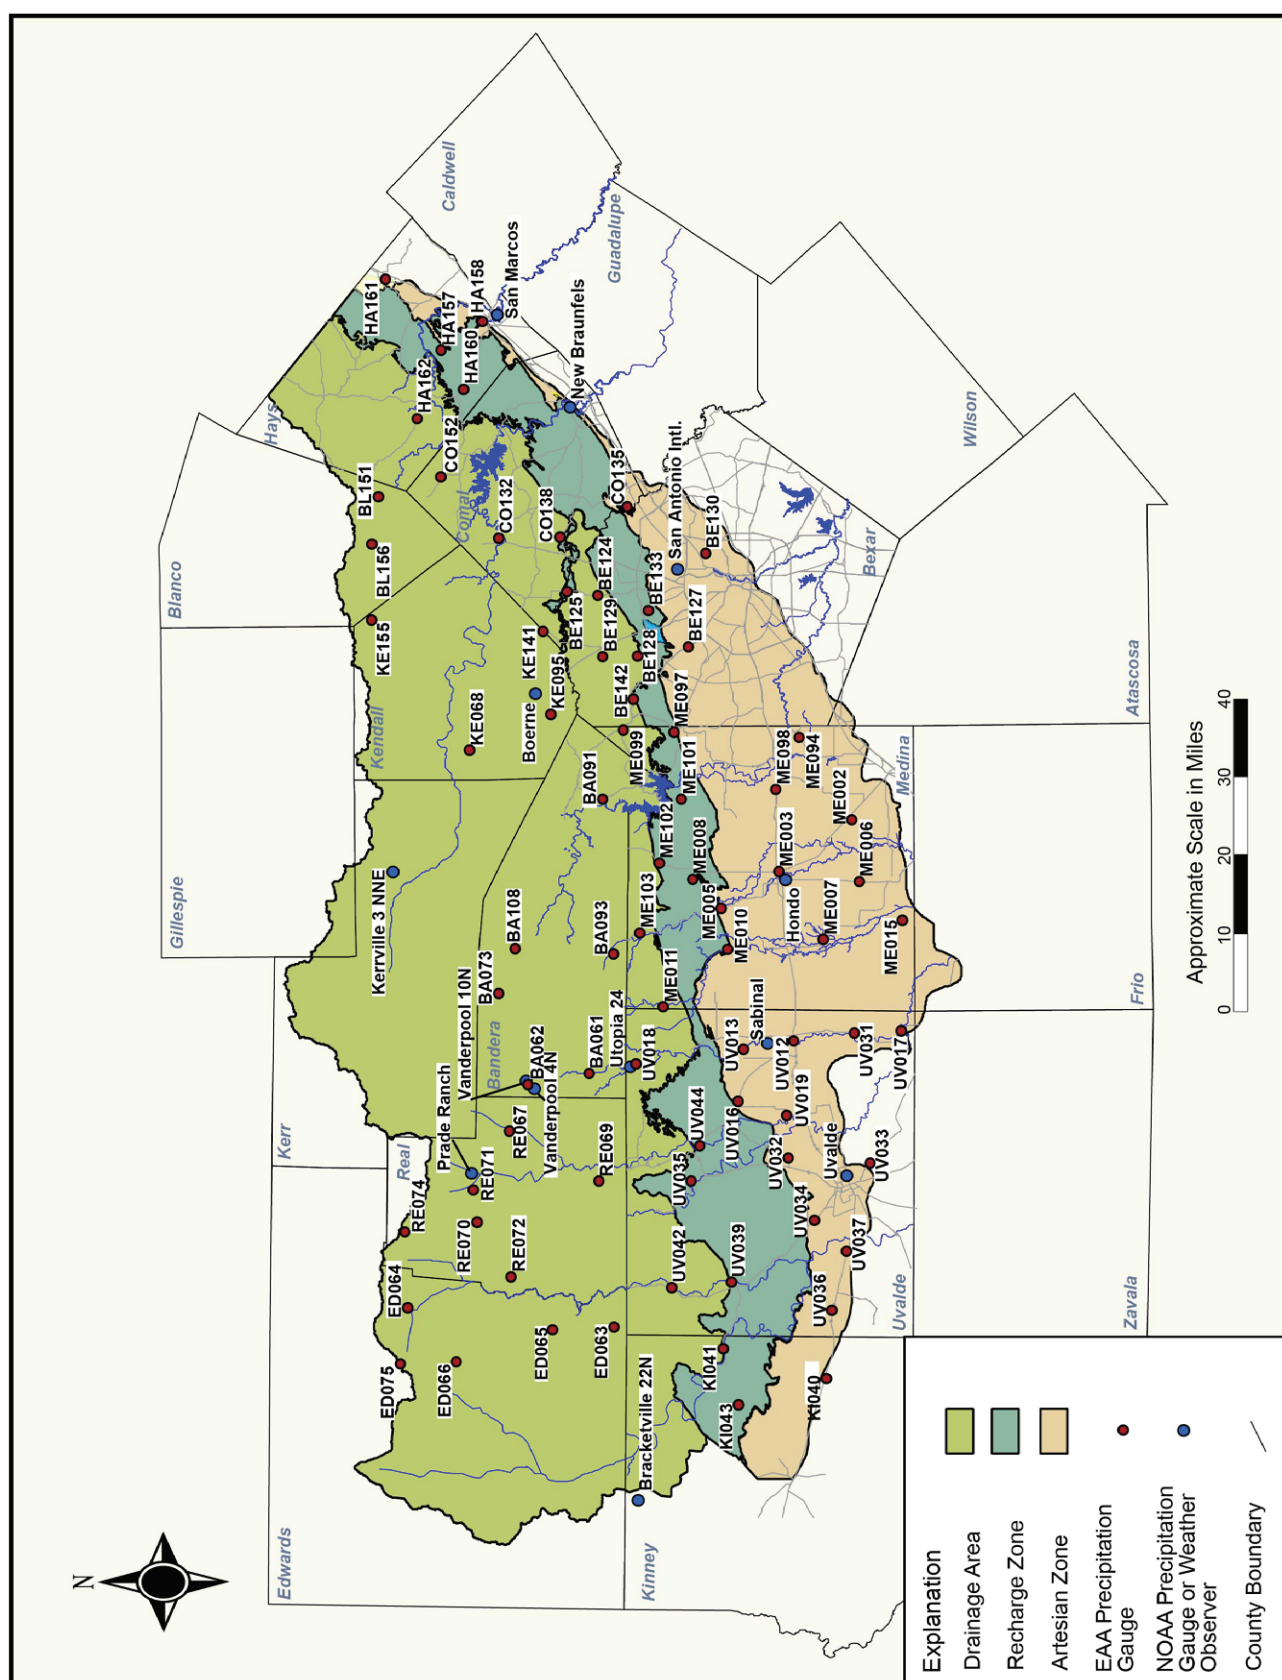 N
Edwards
Kerr
Gillespie
Blanco
Hays
Caldwell
Kendall
Real
Bandera
Comal
Guadalupe
Kinney
Uvalde
Medina
Bexar
Wilson
Zavala
Frio
Atascosa
ED075
ED064
ED066
ED065
ED063
RE074
RE070
RE071
RE072
RE067
RE069
Prade Ranch
Vanderpool 10N
Vanderpool 4N
BA062
BA073
BA108
BA061
BA093
BA091
Utopia 24
Kerrville 3 NNE
KE068
KE155
KE141
KE095
Boerne
BL156
BL151
CO152
CO132
CO138
CO135
HA161
HA162
HA157
HA160
HA158
San Marcos
New Braunfels
San Antonio Intl.
BE125
BE124
BE129
BE142
BE128
BE133
BE127
BE130
Bracketville 22N
KI041
KI043
KI040
UV042
UV039
UV035
UV044
UV018
UV016
UV013
Sabinal
UV012
UV019
UV032
UV034
UV036
UV037
Uvalde
UV033
UV031
UV017
ME011
ME103
ME102
ME099
ME097
ME101
ME008
ME005
ME010
ME003
Hondo
ME098
ME094
ME002
ME006
ME007
ME015
Explanation
Drainage Area
Recharge Zone
Artesian Zone
EAA Precipitation
Gauge
NOAA Precipitation
Gauge or Weather
Observer
County Boundary
0 10 20 30 40
Approximate Scale in Miles